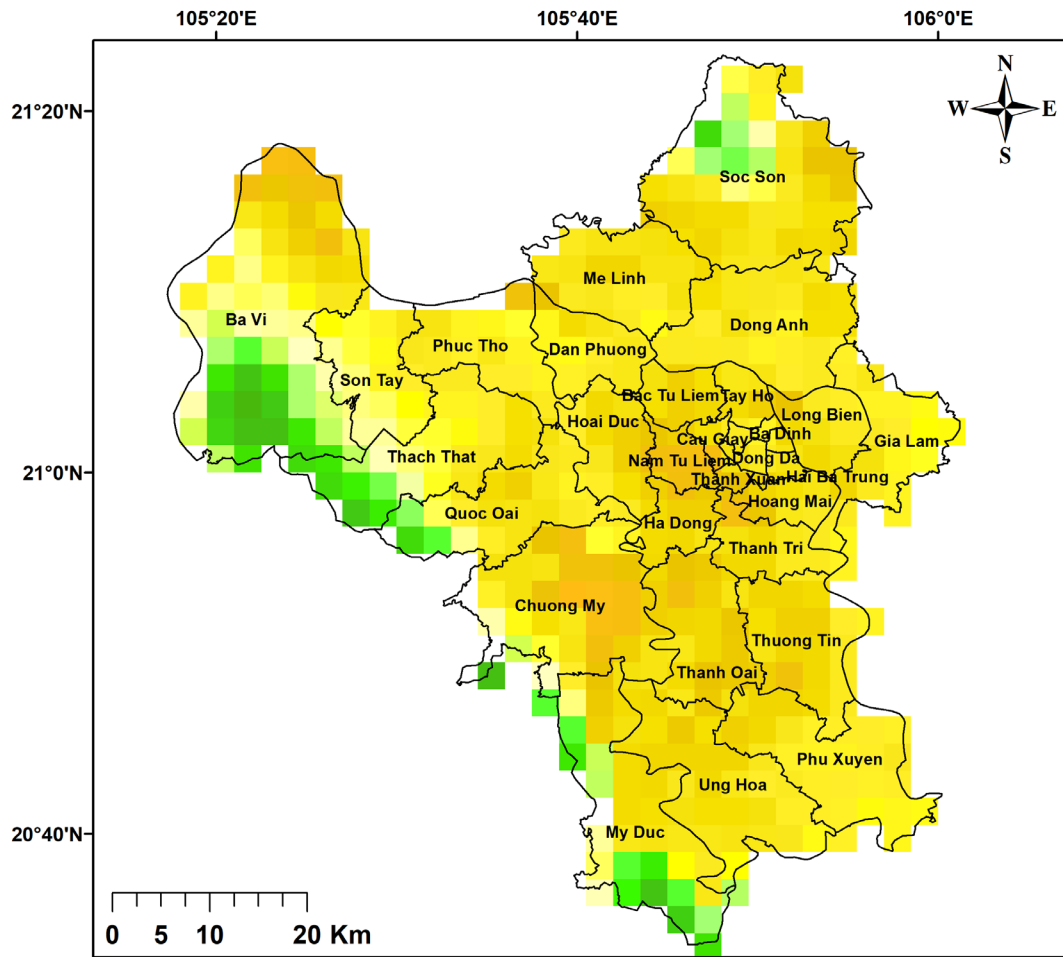 105°20'E 105°40'E 106°0'E
N
21°20'N W E
S
Soc Son
Me Linh
Ba Vi Dong Anh
Phuc Tho Dan Phuong
Son Tay
Bac Tu Liem Tay Ho
Hoai Duc Long Bien
Cau Giay Ba Dinh Gia Lam
Thach That Nam Tu Liem Dong Da
21°0'N Thanh Xuan Hai Ba Trung
Quoc Oai Hoang Mai
Ha Dong
Thanh Tri
Chuong My
Thuong Tin
Thanh Oai
Phu Xuyen
Ung Hoa
20°40'N My Duc
0 5 10 20 Km